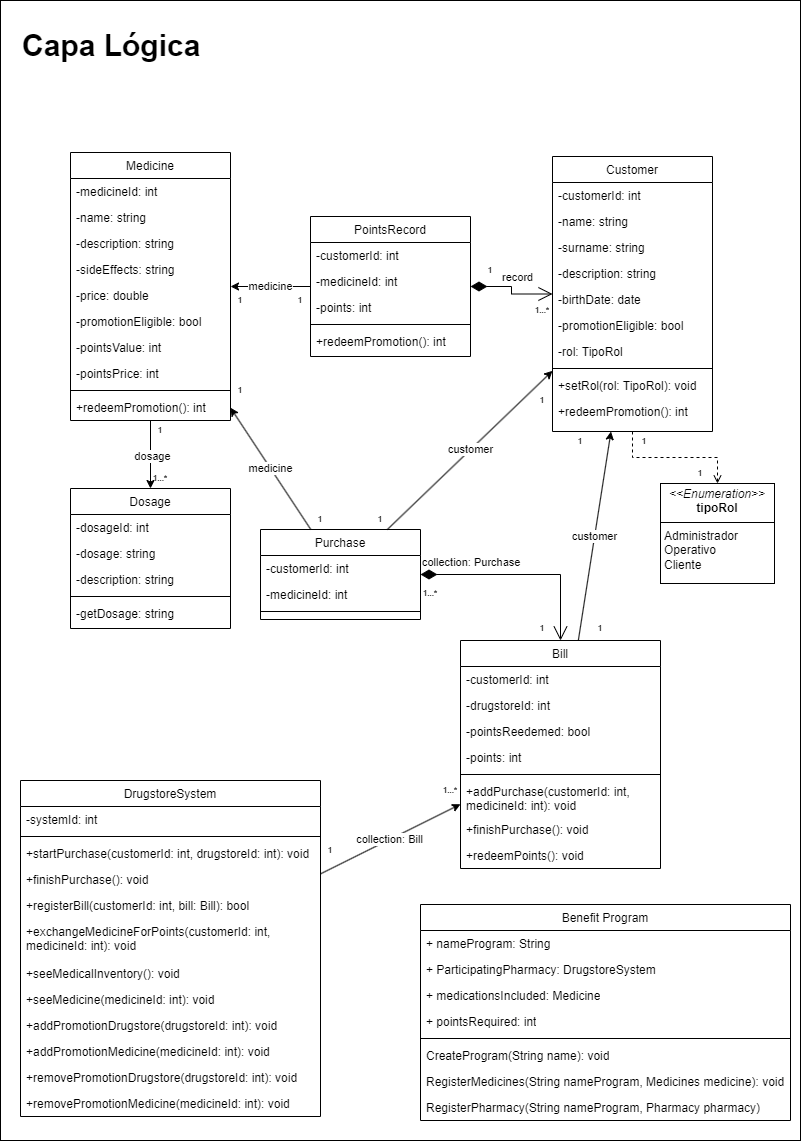 Capa Lógica
Medicine
-medicineId: int
-name: string
-description: string
-sideEffects: string
-price: double
-promotionEligible: bool
-pointsValue: int
-pointsPrice: int
+redeemPromotion(): int
PointsRecord
-customerId: int
-medicineId: int
-points: int
+redeemPromotion(): int
Customer
-customerId: int
-name: string
-surname: string
-description: string
-birthDate: date
-promotionEligible: bool
-rol: TipoRol
+setRol(rol: TipoRol): void
+redeemPromotion(): int
medicine
1
1
1
record
1...*
1
dosage
1...*
1
medicine
1
1
customer
1
1
1
<<Enumeration>>
tipoRol
Administrador
Operativo
Cliente
Dosage
-dosageId: int
-dosage: string
-description: string
-getDosage: string
Purchase
-customerId: int
-medicineId: int
collection: Purchase
1...*
1
1
customer
1
Bill
-customerId: int
-drugstoreId: int
-pointsReedemed: bool
-points: int
+addPurchase(customerId: int,
medicineId: int): void
+finishPurchase(): void
+redeemPoints(): void
1...*
1
collection: Bill
DrugstoreSystem
-systemId: int
+startPurchase(customerId: int, drugstoreId: int): void
+finishPurchase(): void
+registerBill(customerId: int, bill: Bill): bool
+exchangeMedicineForPoints(customerId: int,
medicineId: int): void
+seeMedicalInventory(): void
+seeMedicine(medicineId: int): void
+addPromotionDrugstore(drugstoreId: int): void
+addPromotionMedicine(medicineId: int): void
+removePromotionDrugstore(drugstoreId: int): void
+removePromotionMedicine(medicineId: int): void
Benefit Program
+ nameProgram: String
+ ParticipatingPharmacy: DrugstoreSystem
+ medicationsIncluded: Medicine
+ pointsRequired: int
CreateProgram(String name): void
RegisterMedicines(String nameProgram, Medicines medicine): void
RegisterPharmacy(String nameProgram, Pharmacy pharmacy)